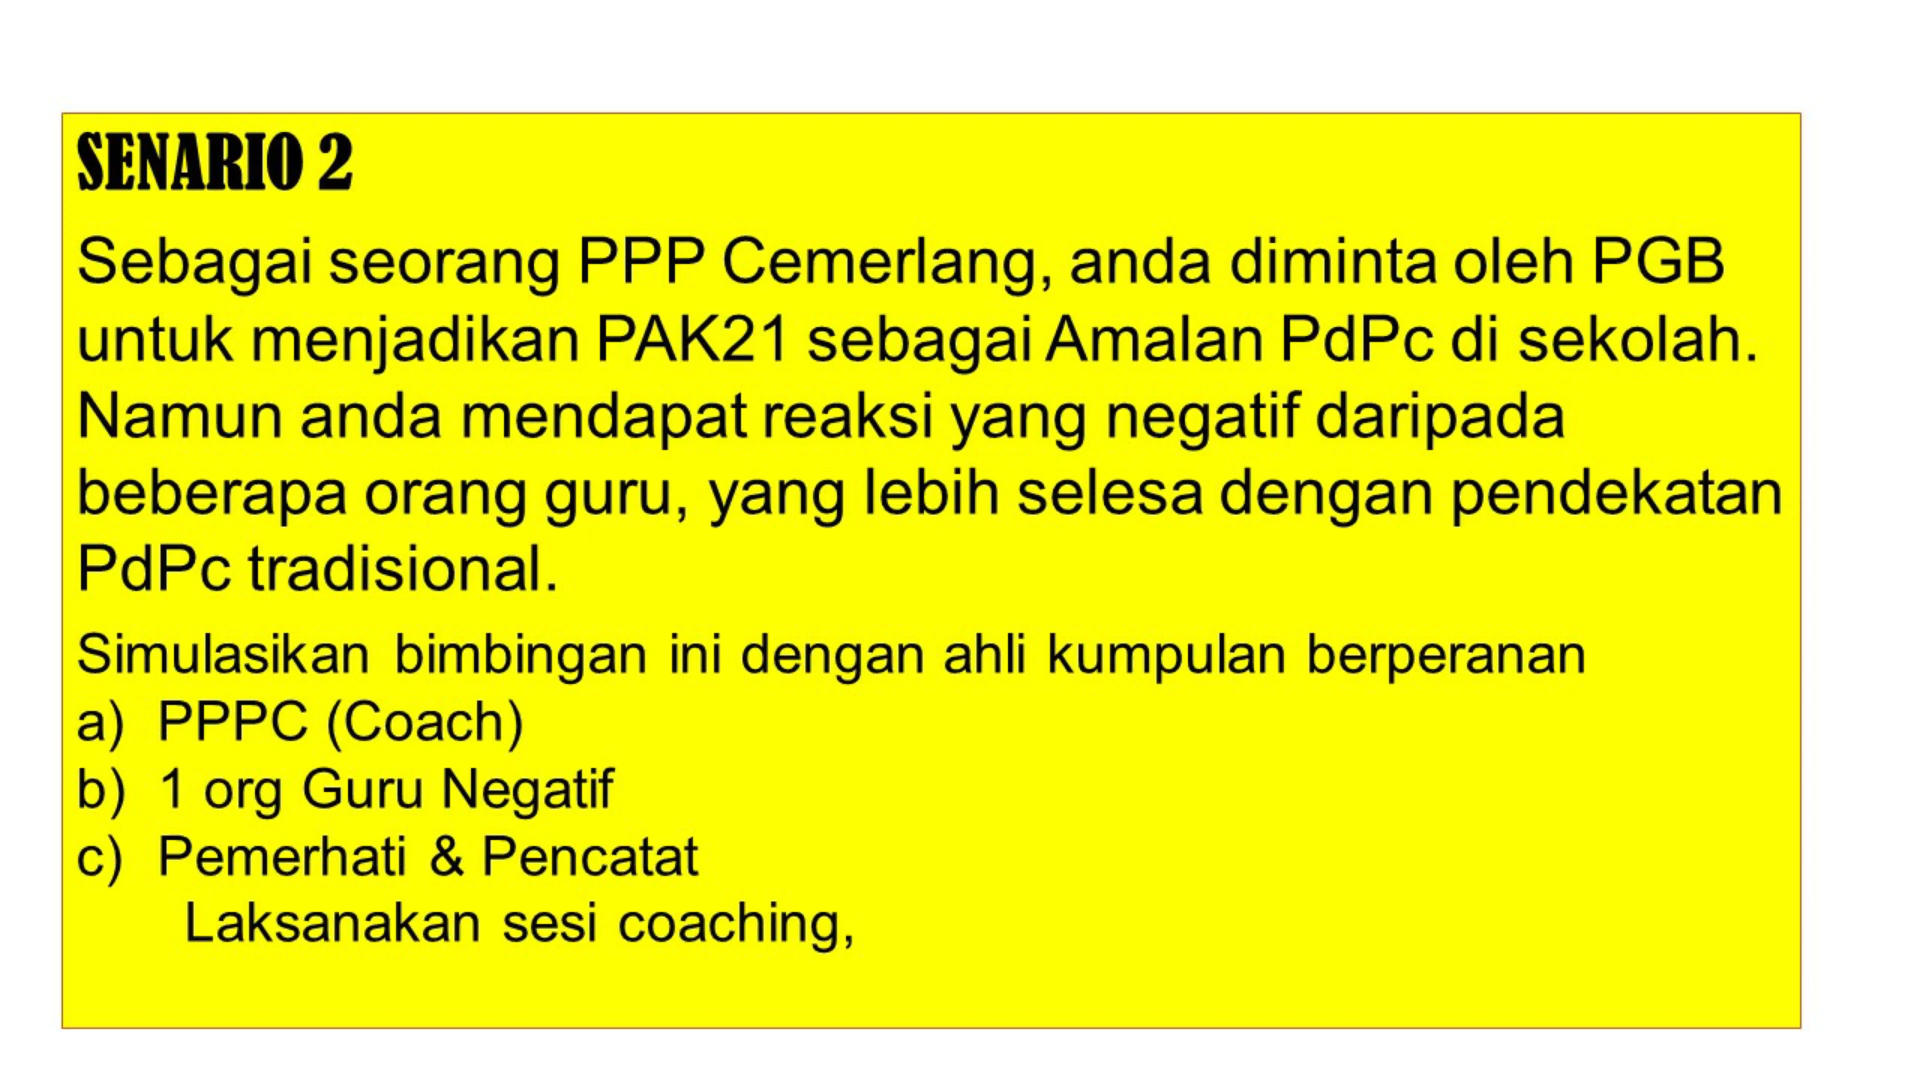 SENARIO 2
Sebagai seorang PPP Cemerlang, anda diminta oleh PGB
untuk menjadikan PAK21 sebagai Amalan PdPc di sekolah.
Namun anda mendapat reaksi yang negatif daripada
beberapa orang guru, yang lebih selesa dengan pendekatan
PdPc tradisional.
Simulasikan bimbingan ini dengan ahli kumpulan berperanan
a) PPPC (Coach)
b) 1 org Guru Negatif
c) Pemerhati & Pencatat
Laksanakan sesi coaching,